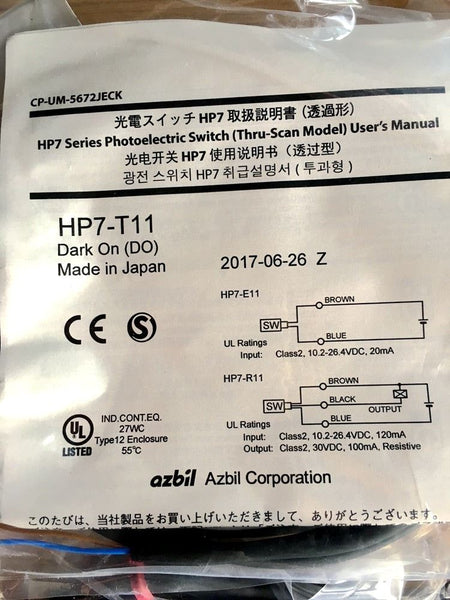 CP-UM-5672JECK
光電スイッチ HP7 取扱説明書（透過形）
HP7 Series Photoelectric Switch (Thru-Scan Model) User's Manual
光电开关 HP7 使用说明书（透过型）
광전 스위치 HP7 취급설명서 ( 투과형 )
HP7-T11
Dark On (DO)
Made in Japan
2017-06-26 Z
HP7-E11
BROWN
SW
BLUE
UL Ratings
Input: Class2, 10.2-26.4VDC, 20mA
HP7-R11
BROWN
SW
BLACK
OUTPUT
BLUE
UL Ratings
Input: Class2, 10.2-26.4VDC, 120mA
Output: Class2, 30VDC, 100mA, Resistive
CE
S
UL
LISTED
IND.CONT.EQ.
27WC
Type12 Enclosure
55℃
azbil Azbil Corporation
このたびは、当社製品をお買い上げいただきまして、ありがとうございます。